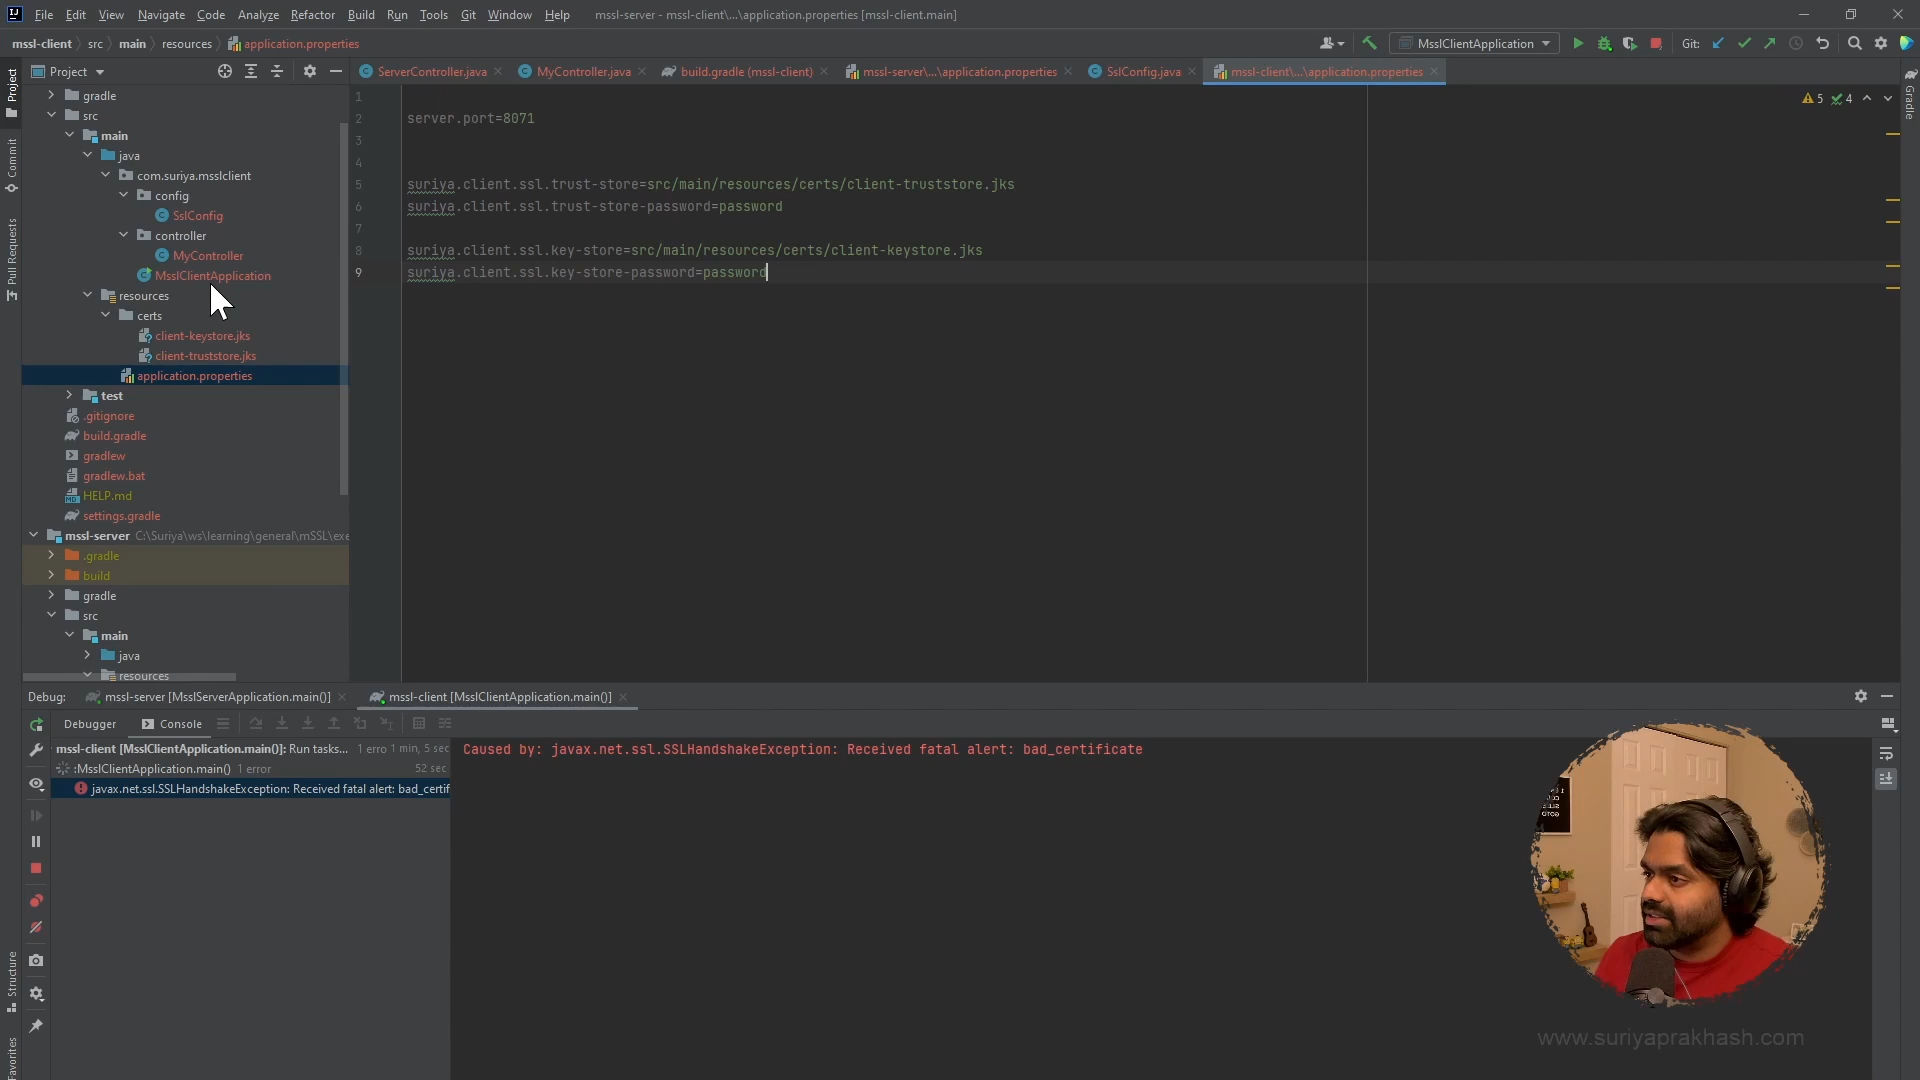 File Edit View Navigate Code Analyze Refactor Build Run Tools Git Window Help mssl-server - mssl-client\...\application.properties [mssl-client.main]
mssl-client src main resources application.properties MsslClientApplication Git:
Project
ServerController.java MyController.java build.gradle (mssl-client) mssl-server\...\application.properties SslConfig.java mssl-client\...\application.properties
Project
Commit
Pull Requests
Structure
Favorites
gradle
src
main
java
com.suriya.msslclient
config
SslConfig
controller
MyController
MsslClientApplication
resources
certs
client-keystore.jks
client-truststore.jks
application.properties
test
.gitignore
build.gradle
gradlew
gradlew.bat
HELP.md
settings.gradle
mssl-server C:\Suriya\ws\learning\general\mSSL\exe
.gradle
build
gradle
src
main
java
resources
1
2 server.port=8071
3
4
5 suriya.client.ssl.trust-store=src/main/resources/certs/client-truststore.jks
6 suriya.client.ssl.trust-store-password=password
7
8 suriya.client.ssl.key-store=src/main/resources/certs/client-keystore.jks
9 suriya.client.ssl.key-store-password=password
5 4
Gradle
Debug: mssl-server [MsslServerApplication.main()] mssl-client [MsslClientApplication.main()]
Debugger Console
mssl-client [MsslClientApplication.main()]: Run tasks... 1 erro 1 min, 5 sec
:MsslClientApplication.main() 1 error 52 sec
javax.net.ssl.SSLHandshakeException: Received fatal alert: bad_certif
Caused by: javax.net.ssl.SSLHandshakeException: Received fatal alert: bad_certificate
www.suriyaprakhash.com